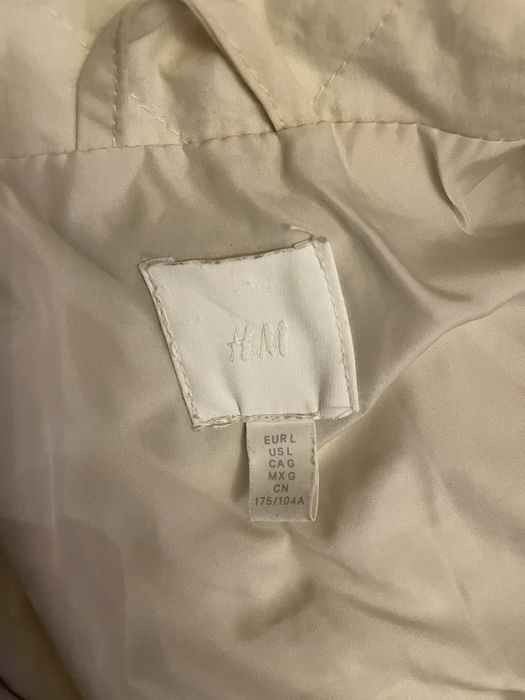 H&M
EUR L
US L
CA G
MX G
CN
175/104A